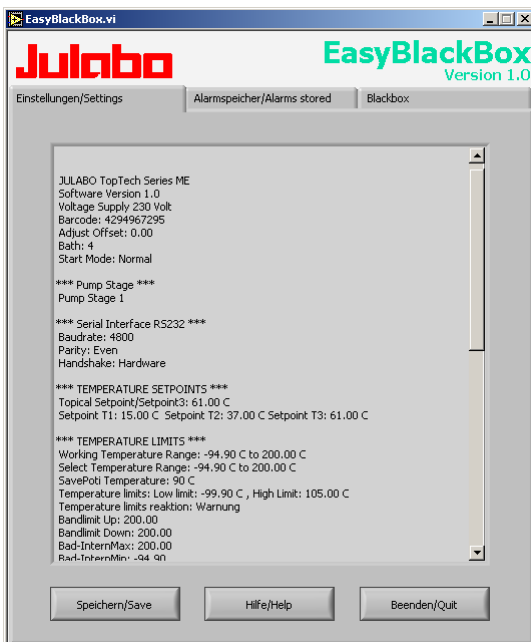 EasyBlackBox.vi
Julabo
EasyBlackBox
Version 1.0
Einstellungen/Settings
Alarmspeicher/Alarms stored
Blackbox
JULABO TopTech Series ME
Software Version 1.0
Voltage Supply 230 Volt
Barcode: 4294967295
Adjust Offset: 0.00
Bath: 4
Start Mode: Normal
*** Pump Stage ***
Pump Stage 1
*** Serial Interface RS232 ***
Baudrate: 4800
Parity: Even
Handshake: Hardware
*** TEMPERATURE SETPOINTS ***
Topical Setpoint/Setpoint3: 61.00 C
Setpoint T1: 15.00 C  Setpoint T2: 37.00 C Setpoint T3: 61.00 C
*** TEMPERATURE LIMITS ***
Working Temperature Range: -94.90 C to 200.00 C
Select Temperature Range: -94.90 C to 200.00 C
SavePoti Temperature: 90 C
Temperature limits: Low limit: -99.90 C , High Limit: 105.00 C
Temperature limits reaktion: Warnung
Bandlimit Up: 200.00
Bandlimit Down: 200.00
Bad-InternMax: 200.00
Bad-InternMin: -94.90
Speichern/Save
Hilfe/Help
Beenden/Quit